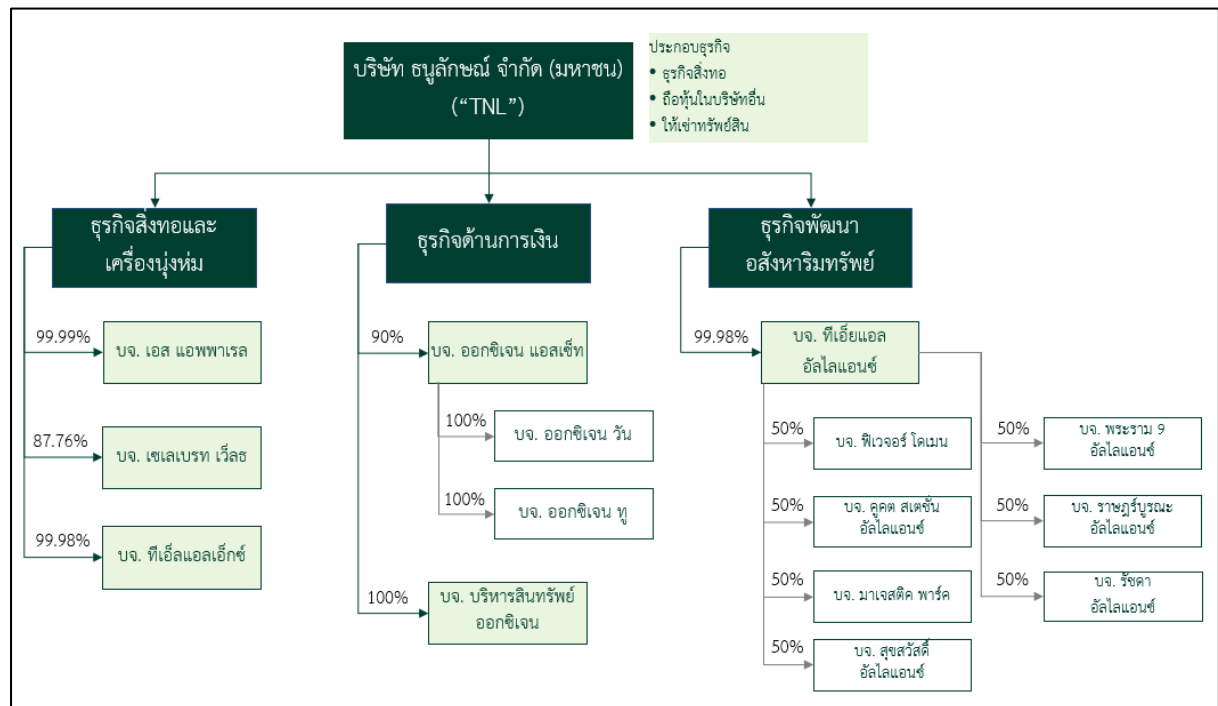 บริษัท ธนูลักษณ์ จำกัด (มหาชน)
(“TNL”)
ประกอบธุรกิจ
• ธุรกิจสิ่งทอ
• ถือหุ้นในบริษัทอื่น
• ให้เช่าทรัพย์สิน
ธุรกิจสิ่งทอและ
เครื่องนุ่งห่ม
99.99%
บจ. เอส แอพพาเรล
87.76%
บจ. เซเลเบรท เว็ลธ
99.98%
บจ. ทีเอ็ลแอลเอ็กซ์
ธุรกิจด้านการเงิน
90%
บจ. ออกซิเจน แอสเซ็ท
100%
บจ. ออกซิเจน วัน
100%
บจ. ออกซิเจน ทู
100%
บจ. บริหารสินทรัพย์
ออกซิเจน
ธุรกิจพัฒนา
อสังหาริมทรัพย์
99.98%
บจ. ทีเอ็ยแอล
อัลไลแอนซ์
50%
บจ. ฟิเวจอร์ โดเมน
50%
บจ. คูคต สเตชั่น
อัลไลแอนซ์
50%
บจ. มาเจสติค พาร์ค
50%
บจ. สุขสวัสดิ์
อัลไลแอนซ์
50%
บจ. พระราม 9
อัลไลแอนซ์
50%
บจ. ราษฎร์บูรณะ
อัลไลแอนซ์
50%
บจ. รัชดา
อัลไลแอนซ์